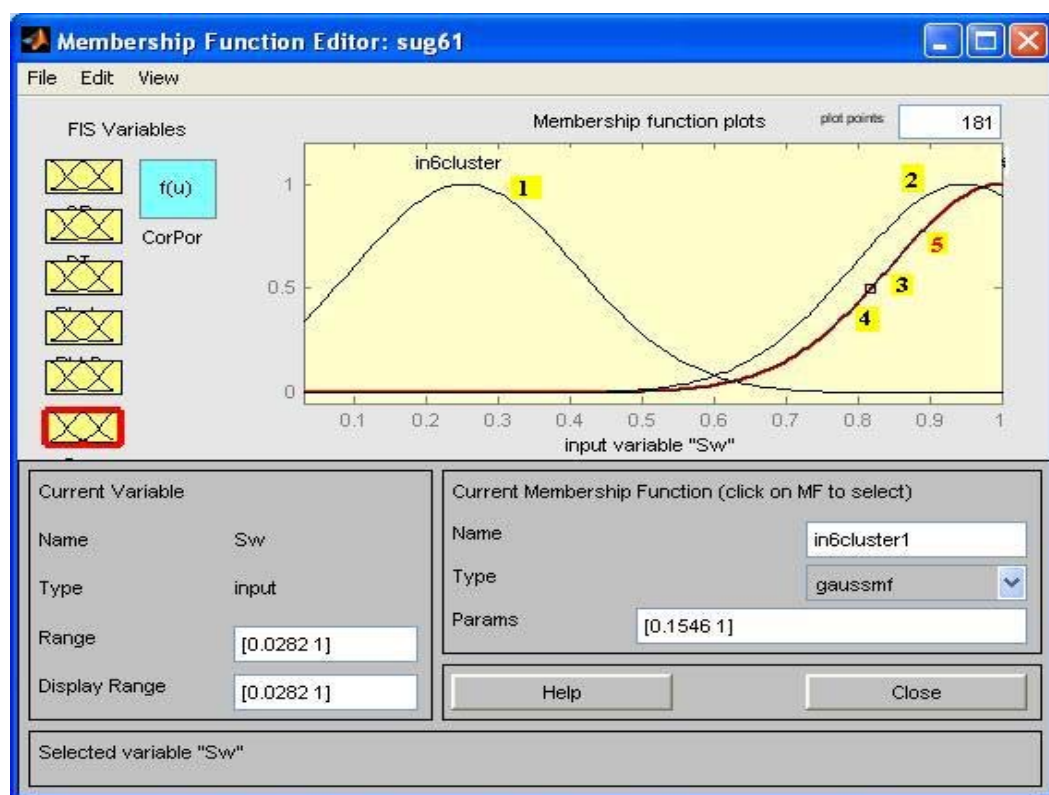 Membership Function Editor: sug61
File Edit View
FIS Variables
f(u)
CorPor
Membership function plots
plot points:
181
in6cluster
1
2
5
3
4
1
0.5
0
0.1 0.2 0.3 0.4 0.5 0.6 0.7 0.8 0.9 1
input variable "Sw"
Current Variable
Name Sw
Type input
Range [0.0282 1]
Display Range [0.0282 1]
Current Membership Function (click on MF to select)
Name in6cluster1
Type gaussmf
Params [0.1546 1]
Help Close
Selected variable "Sw"